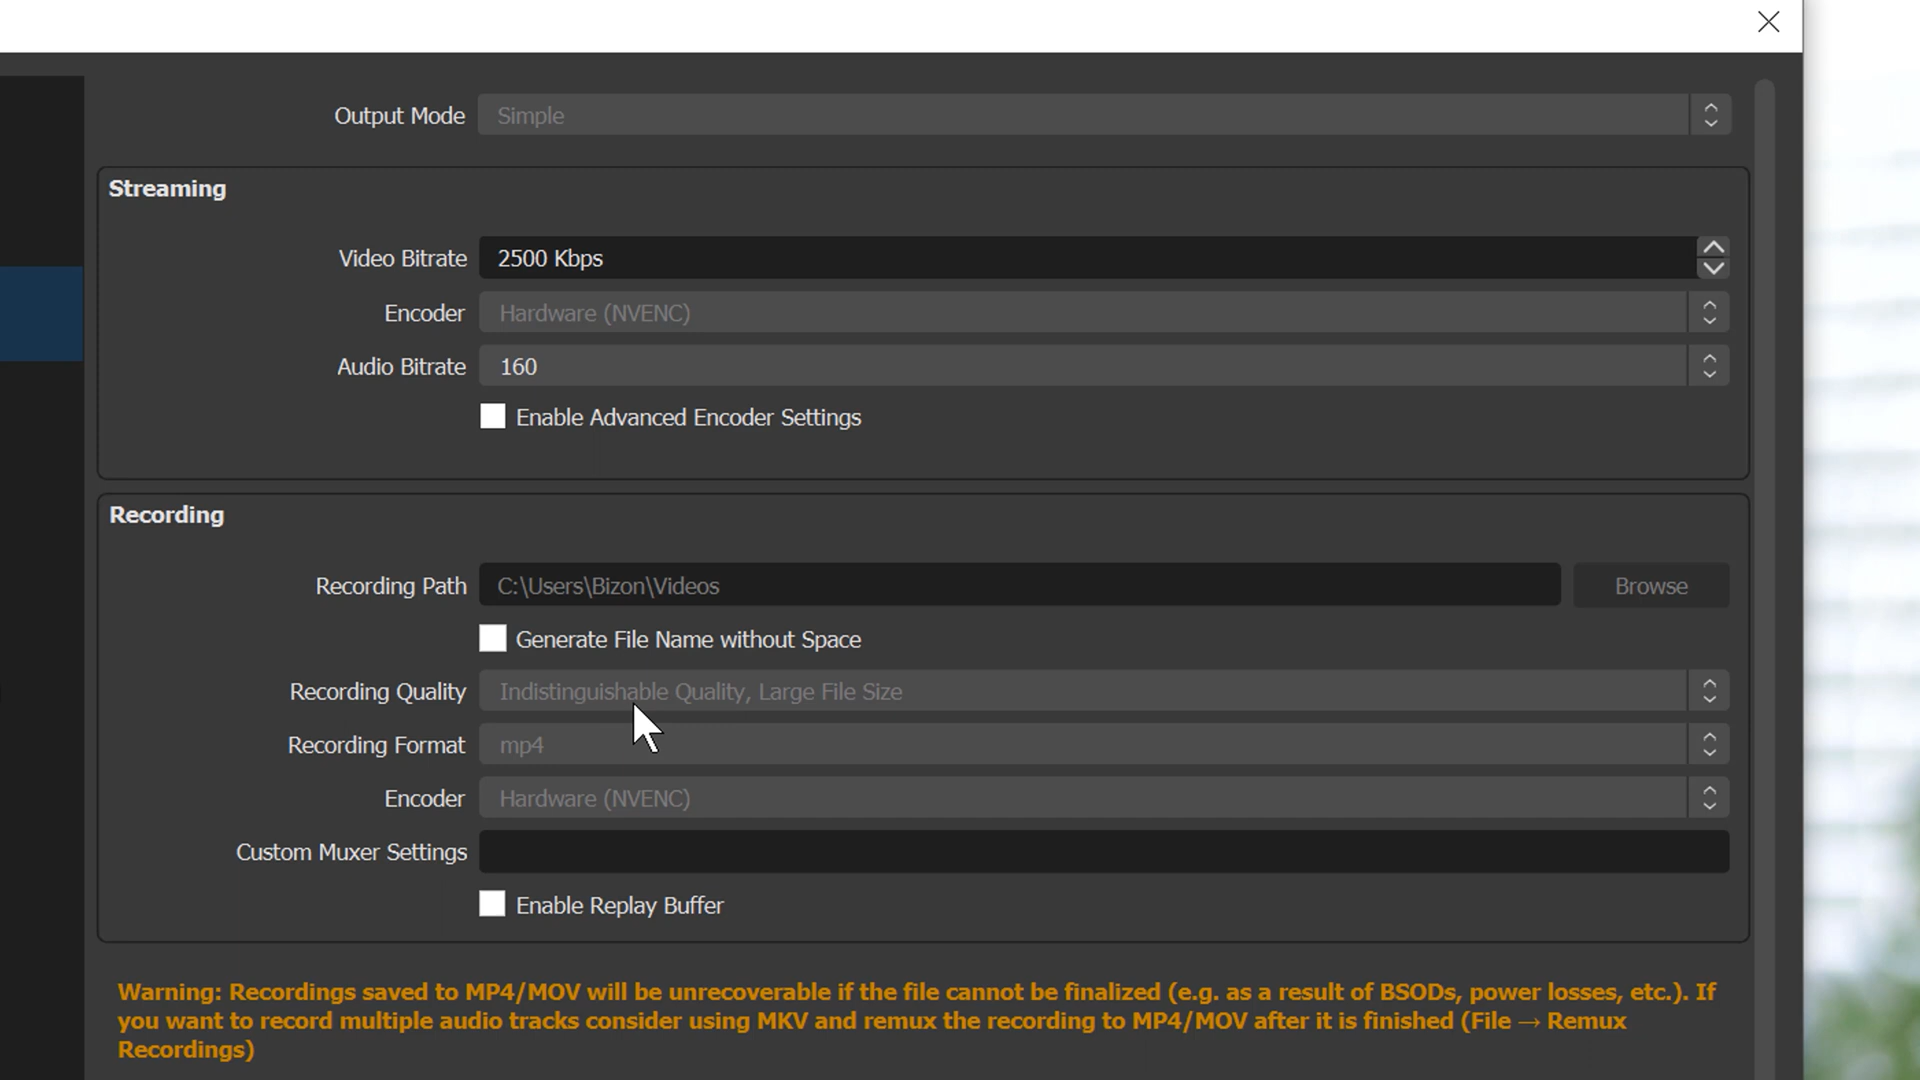 Output Mode Simple
Streaming
Video Bitrate 2500 Kbps
Encoder Hardware (NVENC)
Audio Bitrate 160
Enable Advanced Encoder Settings
Recording
Recording Path C:\Users\Bizon\Videos Browse
Generate File Name without Space
Recording Quality Indistinguishable Quality, Large File Size
Recording Format mp4
Encoder Hardware (NVENC)
Custom Muxer Settings
Enable Replay Buffer
Warning: Recordings saved to MP4/MOV will be unrecoverable if the file cannot be finalized (e.g. as a result of BSODs, power losses, etc.). If
you want to record multiple audio tracks consider using MKV and remux the recording to MP4/MOV after it is finished (File → Remux
Recordings)